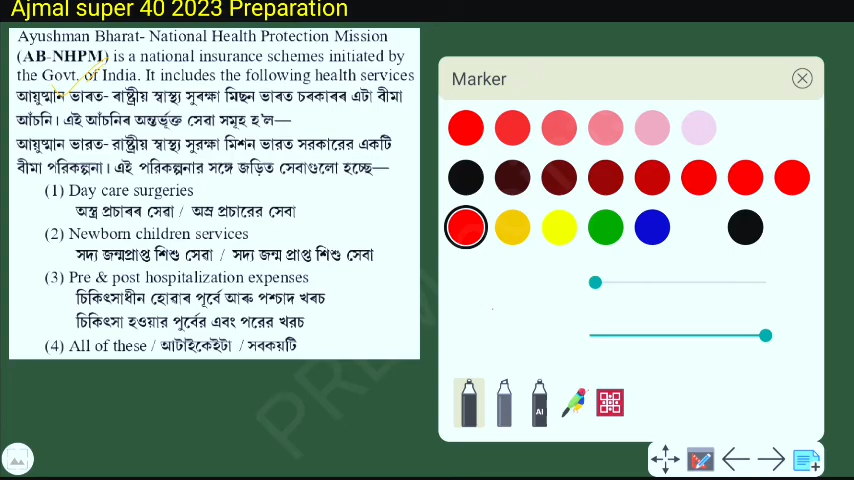 Ajmal super 40 2023 Preparation
Ayushman Bharat- National Health Protection Mission
(AB-NHPM) is a national insurance schemes initiated by
the Govt. of India. It includes the following health services
আয়ুষ্মান ভাৰত- ৰাষ্ট্ৰীয় স্বাস্থ্য সুৰক্ষা মিছন ভাৰত চৰকাৰৰ এটা বীমা
আঁচনি। এই আঁচনিৰ অন্তৰ্ভূক্ত সেৱা সমূহ হ'ল—
আয়ুষ্মান ভারত- রাষ্ট্রীয় স্বাস্থ্য সুরক্ষা মিশন ভারত সরকারের একটি
বীমা পরিকল্পনা। এই পরিকল্পনার সঙ্গে জড়িত সেবাগুলো হচ্ছে—
(1) Day care surgeries
অস্ত্ৰ প্ৰচাৰৰ সেৱা / অস্ত্র প্রচারের সেবা
(2) Newborn children services
সদ্য জন্মপ্ৰাপ্ত শিশু সেৱা / সদ্য জন্ম প্রাপ্ত শিশু সেবা
(3) Pre & post hospitalization expenses
চিকিৎসাধীন হোৱাৰ পূৰ্বে আৰু পশ্চাদ খৰচ
চিকিৎসা হওয়ার পুর্বের এবং পরের খরচ
(4) All of these / আটাইকেইটা / সবকয়টি
Marker
AI